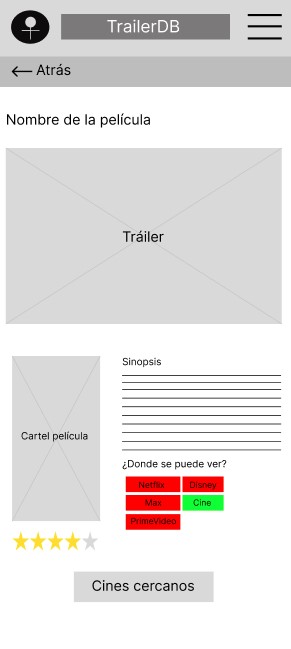 TrailerDB
Atrás
Nombre de la película
Tráiler
Cartel película
Sinopsis
¿Donde se puede ver?
Netflix Disney
Max Cine
PrimeVideo
Cines cercanos